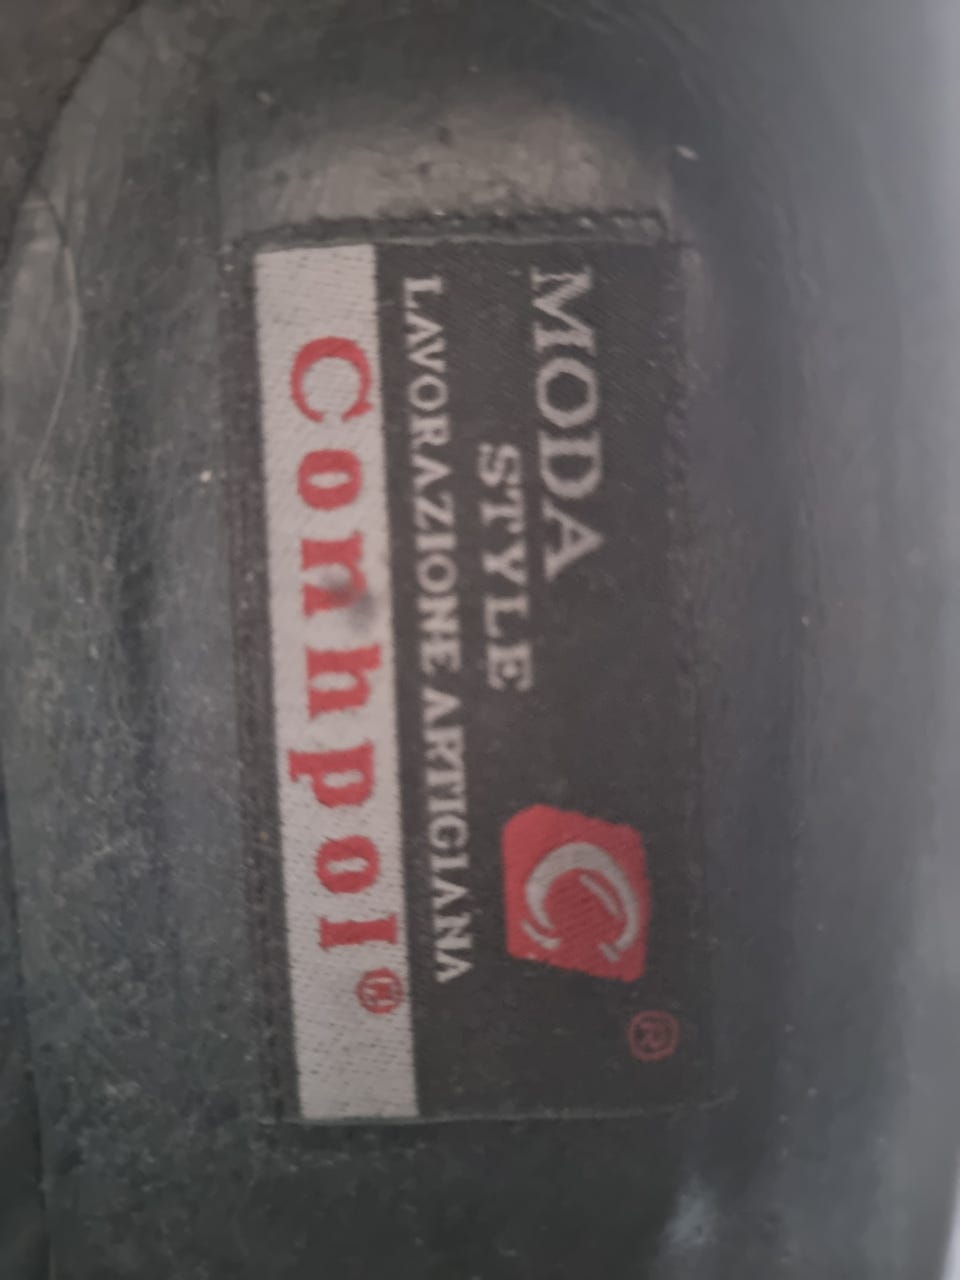 MODA
STYLE
C ®
LAVORAZIONE ARTIGIANA
Conhpol®